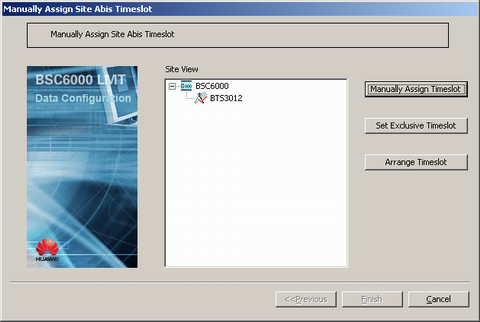 Manually Assign Site Abis Timeslot
Manually Assign Site Abis Timeslot
BSC6000 LMT
Data Configuration
HUAWEI
Site View
BSC6000
BTS3012
Manually Assign Timeslot
Set Exclusive Timeslot
Arrange Timeslot
<<Previous
Finish
Cancel